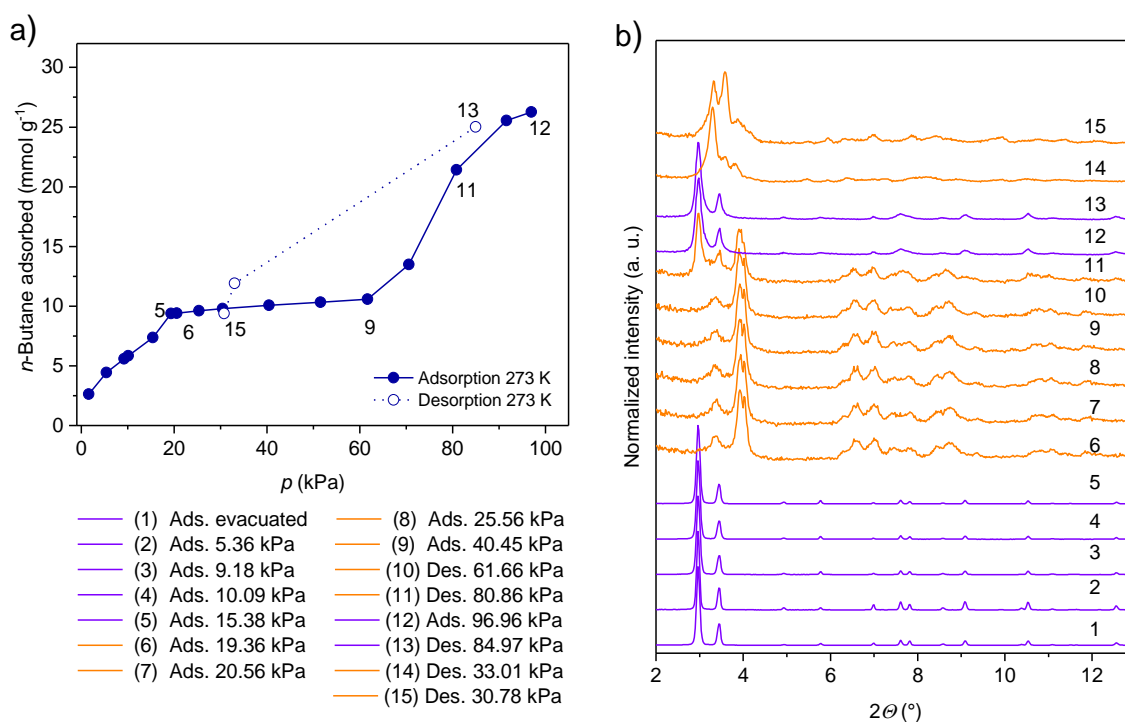 a)
n-Butane adsorbed (mmol g⁻¹)
30
25
20
15
10
5
0
0 20 40 60 80 100
p (kPa)
5
6
15
9
11
13
12
Adsorption 273 K
Desorption 273 K
(1) Ads. evacuated
(2) Ads. 5.36 kPa
(3) Ads. 9.18 kPa
(4) Ads. 10.09 kPa
(5) Ads. 15.38 kPa
(6) Ads. 19.36 kPa
(7) Ads. 20.56 kPa
(8) Ads. 25.56 kPa
(9) Ads. 40.45 kPa
(10) Des. 61.66 kPa
(11) Des. 80.86 kPa
(12) Ads. 96.96 kPa
(13) Des. 84.97 kPa
(14) Des. 33.01 kPa
(15) Des. 30.78 kPa
b)
Normalized intensity (a. u.)
15
14
13
12
11
10
9
8
7
6
5
4
3
2
1
2 4 6 8 10 12
2Θ (°)